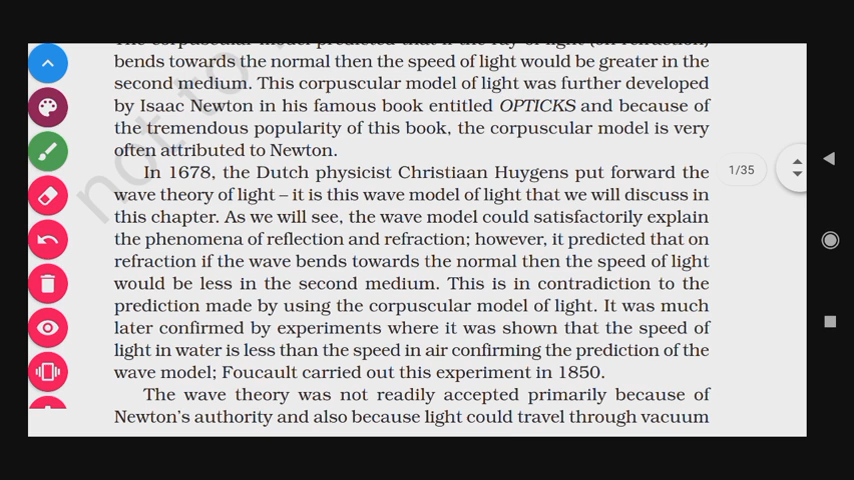 bends towards the normal then the speed of light would be greater in the
second medium. This corpuscular model of light was further developed
by Isaac Newton in his famous book entitled OPTICKS and because of
the tremendous popularity of this book, the corpuscular model is very
often attributed to Newton.
In 1678, the Dutch physicist Christiaan Huygens put forward the
wave theory of light – it is this wave model of light that we will discuss in
this chapter. As we will see, the wave model could satisfactorily explain
the phenomena of reflection and refraction; however, it predicted that on
refraction if the wave bends towards the normal then the speed of light
would be less in the second medium. This is in contradiction to the
prediction made by using the corpuscular model of light. It was much
later confirmed by experiments where it was shown that the speed of
light in water is less than the speed in air confirming the prediction of the
wave model; Foucault carried out this experiment in 1850.
The wave theory was not readily accepted primarily because of
Newton's authority and also because light could travel through vacuum
1/35
not to